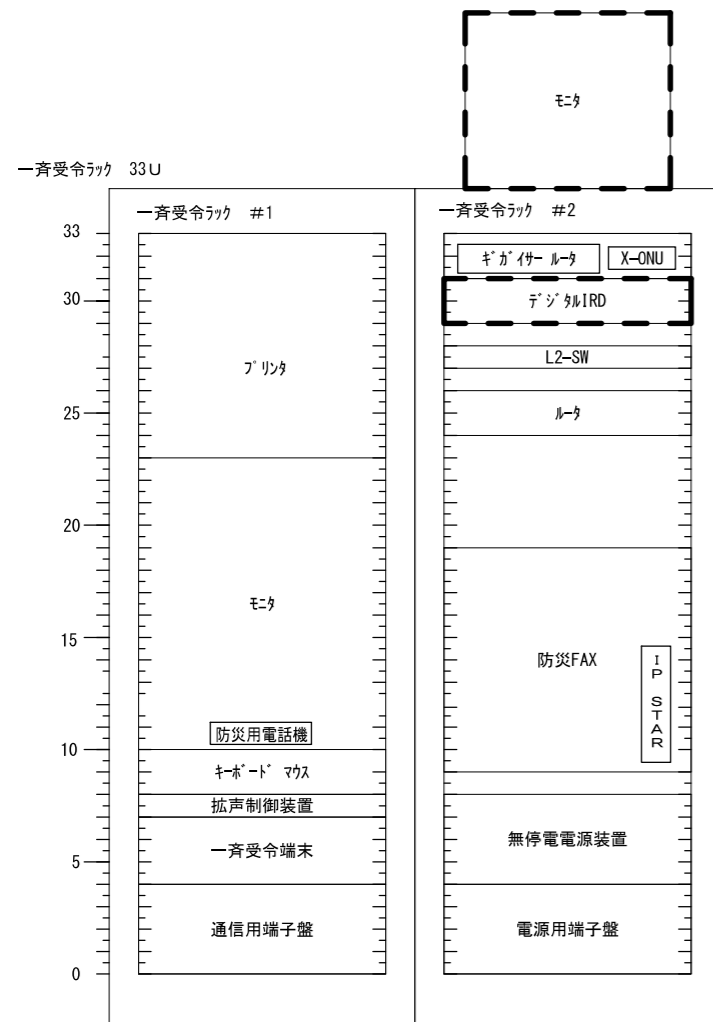 ﾓﾆﾀ
一斉受令ﾗｯｸ　33U
一斉受令ﾗｯｸ　#1
一斉受令ﾗｯｸ　#2
33
ｷﾞｶﾞｲｻｰ ﾙｰﾀ
X-ONU
30
ﾃﾞｼﾞﾀﾙIRD
L2-SW
ﾌﾟﾘﾝﾀ
25
ﾙｰﾀ
20
ﾓﾆﾀ
15
防災FAX
IP STAR
防災用電話機
10
ｷｰﾎﾞｰﾄﾞ ﾏｳｽ
拡声制御装置
一斉受令端末
無停電電源装置
5
通信用端子盤
電源用端子盤
0